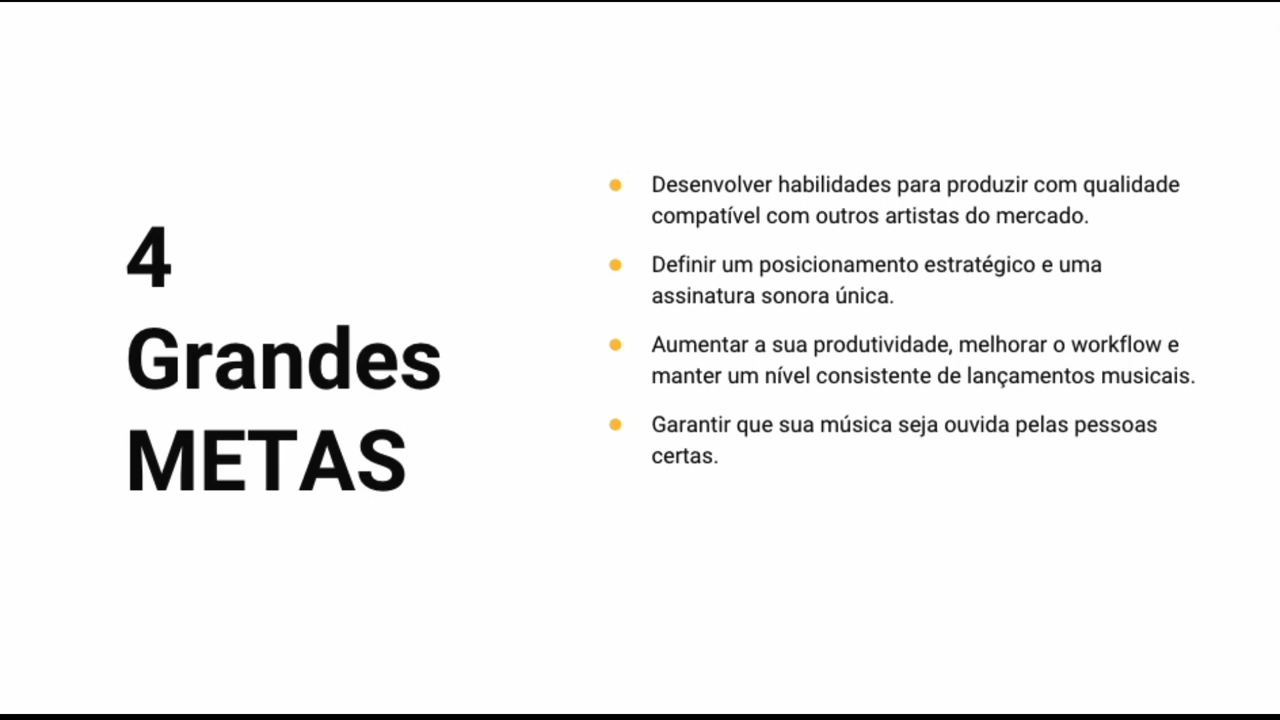 4
Grandes
METAS
Desenvolver habilidades para produzir com qualidade
compatível com outros artistas do mercado.
Definir um posicionamento estratégico e uma
assinatura sonora única.
Aumentar a sua produtividade, melhorar o workflow e
manter um nível consistente de lançamentos musicais.
Garantir que sua música seja ouvida pelas pessoas
certas.